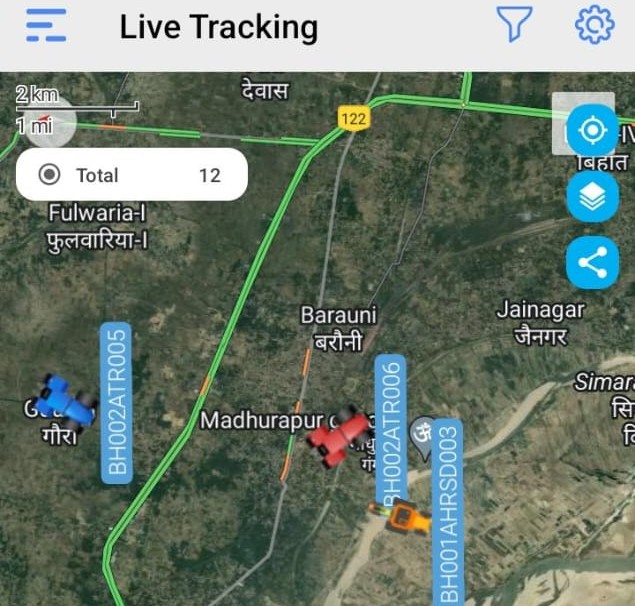 Live Tracking
2 km
1 mi
देवास
122
Total 12
बिहात
Fulwaria-I
फुलवारिया-I
Barauni
बरौनी
Jainagar
जैनगर
BH002ATR005
BH002ATR006
गौरा
Madhurapur
BH001AHRSD003